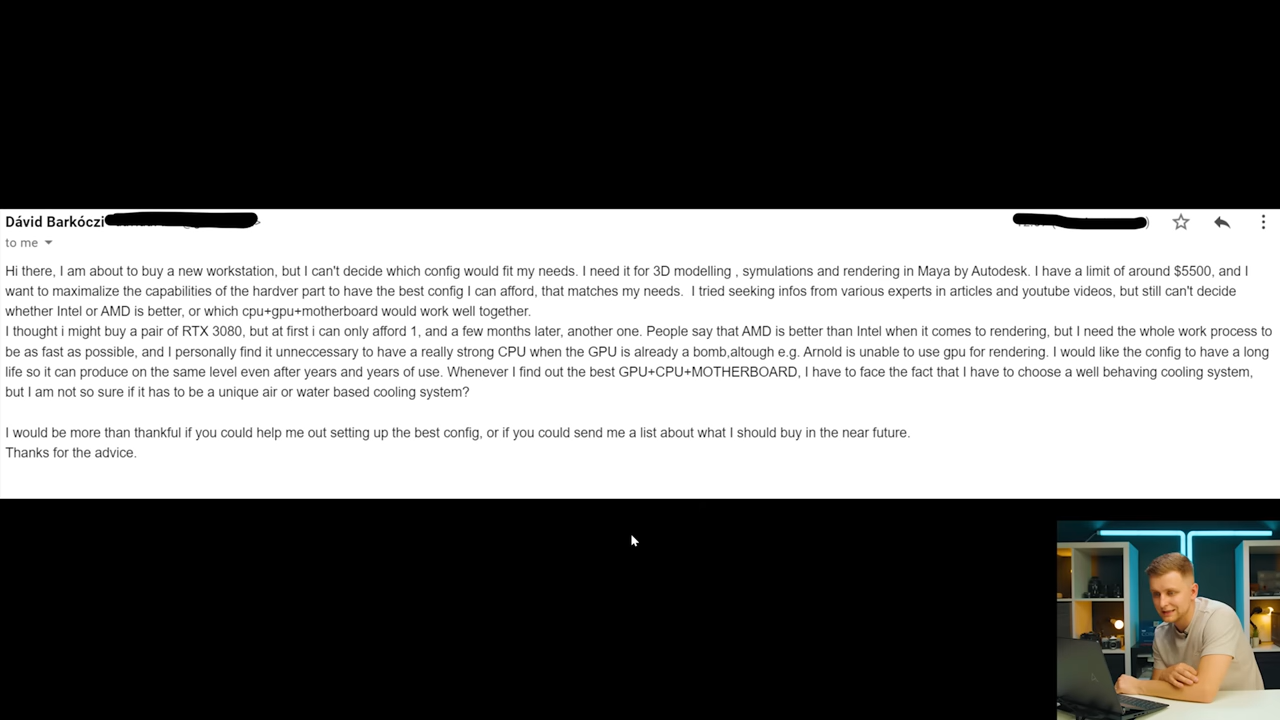 Dávid Barkóczi
to me
Hi there, I am about to buy a new workstation, but I can't decide which config would fit my needs. I need it for 3D modelling , symulations and rendering in Maya by Autodesk. I have a limit of around $5500, and I
want to maximalize the capabilities of the hardver part to have the best config I can afford, that matches my needs.  I tried seeking infos from various experts in articles and youtube videos, but still can't decide
whether Intel or AMD is better, or which cpu+gpu+motherboard would work well together.
I thought i might buy a pair of RTX 3080, but at first i can only afford 1, and a few months later, another one. People say that AMD is better than Intel when it comes to rendering, but I need the whole work process to
be as fast as possible, and I personally find it unneccessary to have a really strong CPU when the GPU is already a bomb,altough e.g. Arnold is unable to use gpu for rendering. I would like the config to have a long
life so it can produce on the same level even after years and years of use. Whenever I find out the best GPU+CPU+MOTHERBOARD, I have to face the fact that I have to choose a well behaving cooling system,
but I am not so sure if it has to be a unique air or water based cooling system?
I would be more than thankful if you could help me out setting up the best config, or if you could send me a list about what I should buy in the near future.
Thanks for the advice.